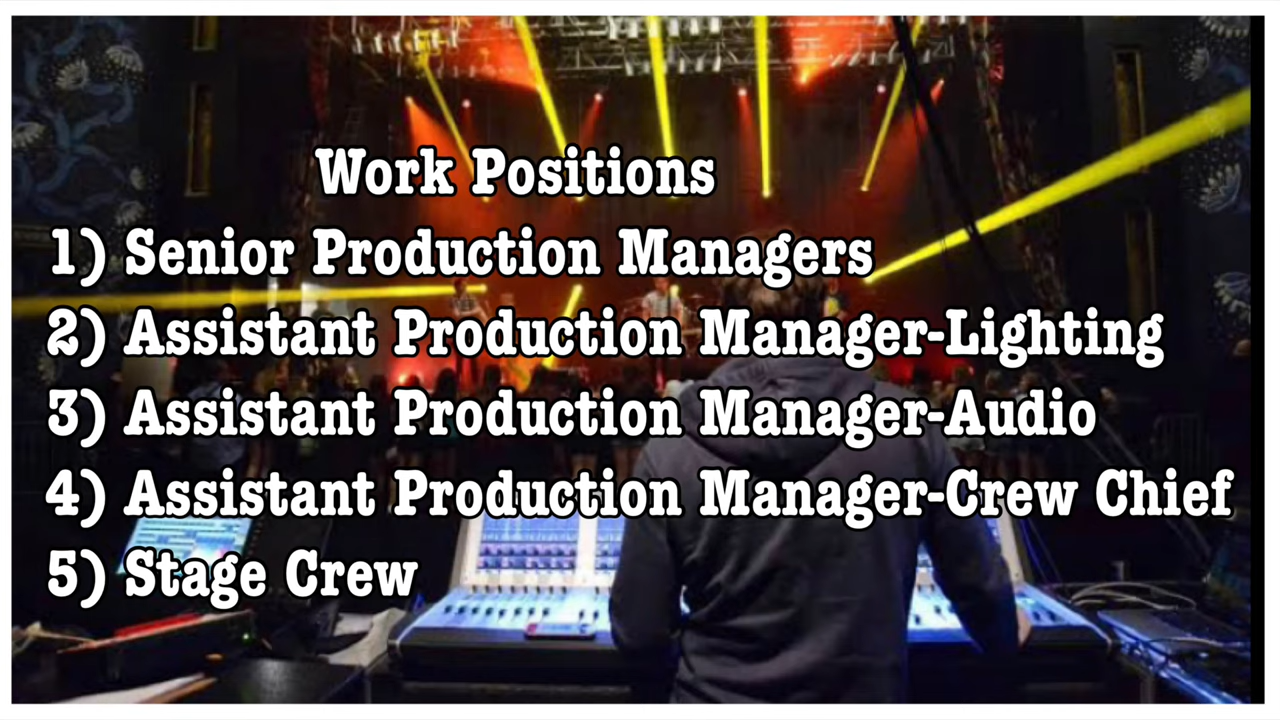 Work Positions
1) Senior Production Managers
2) Assistant Production Manager-Lighting
3) Assistant Production Manager-Audio
4) Assistant Production Manager-Crew Chief
5) Stage Crew